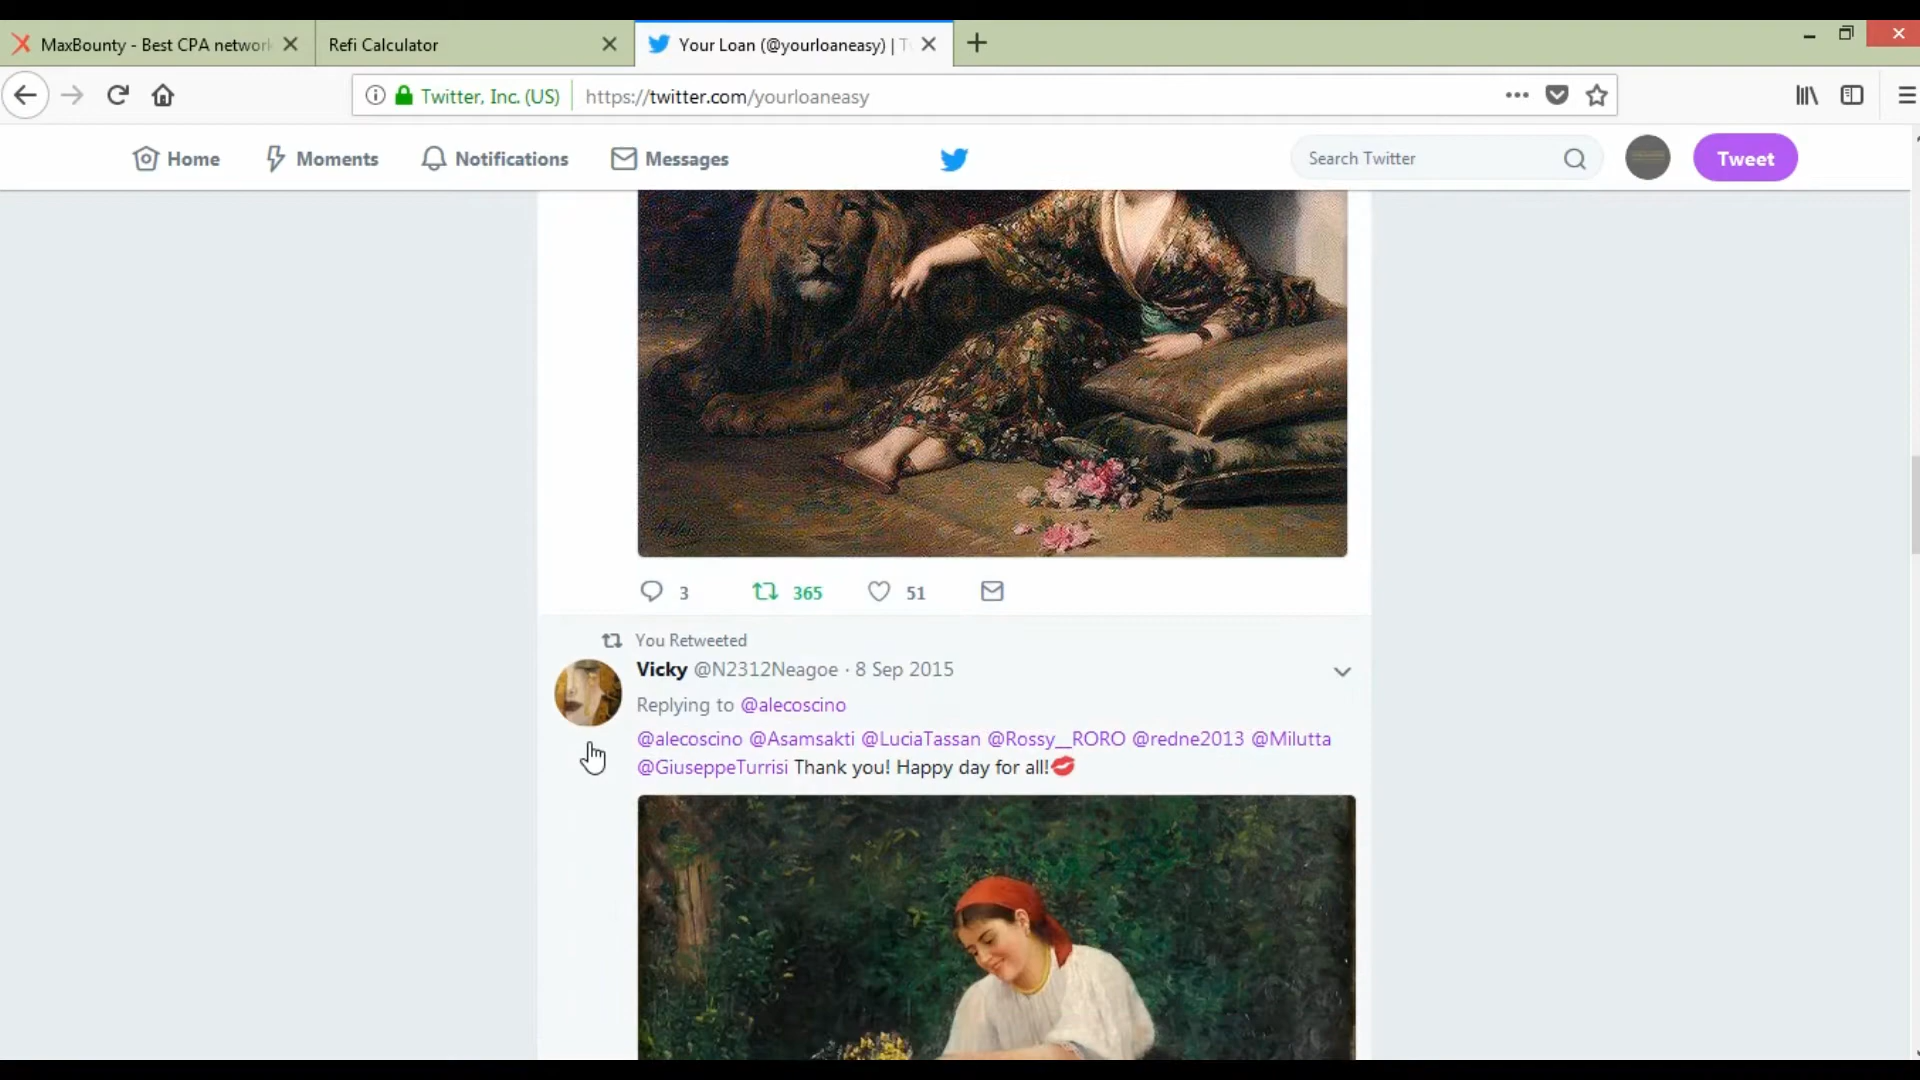 MaxBounty - Best CPA network
Refi Calculator
Your Loan (@yourloaneasy) | T
Twitter, Inc. (US)
https://twitter.com/yourloaneasy
Home
Moments
Notifications
Messages
Search Twitter
Tweet
3
365
51
You Retweeted
Vicky @N2312Neagoe · 8 Sep 2015
Replying to @alecoscino
@alecoscino @Asamsakti @LuciaTassan @Rossy__RORO @redne2013 @Milutta
@GiuseppeTurrisi Thank you! Happy day for all!💋